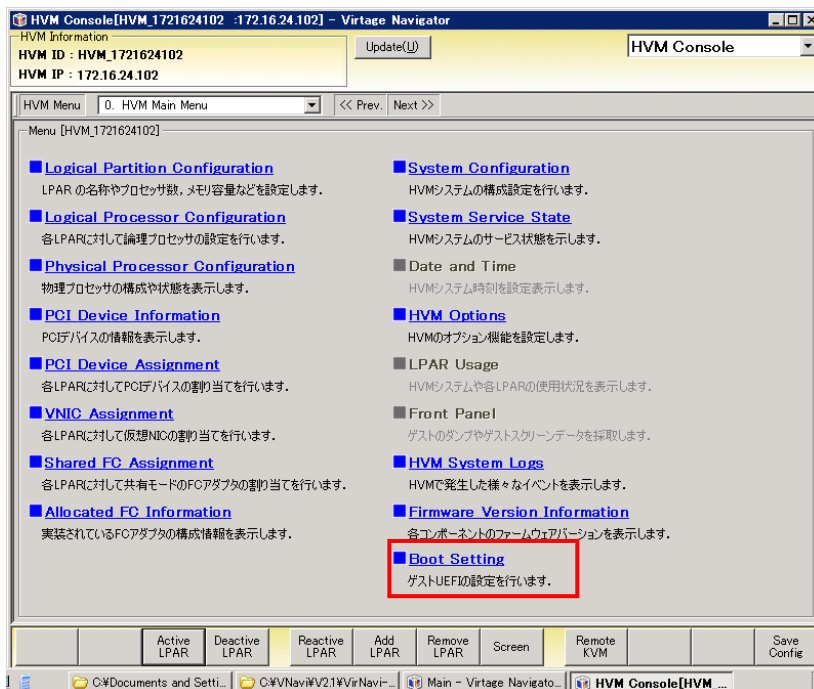 HVM Console[HVM_1721624102 :172.16.24.102] - Virtage Navigator
HVM Information
HVM ID : HVM_1721624102
HVM IP : 172.16.24.102
Update(U)
HVM Console
HVM Menu
0. HVM Main Menu
<< Prev.
Next >>
Menu [HVM_1721624102]
Logical Partition Configuration
LPAR の名称やプロセッサ数, メモリ容量などを設定します.
Logical Processor Configuration
各LPARに対して論理プロセッサの設定を行います.
Physical Processor Configuration
物理プロセッサの構成や状態を表示します.
PCI Device Information
PCIデバイスの情報を表示します.
PCI Device Assignment
各LPARに対してPCIデバイスの割り当てを行います.
VNIC Assignment
各LPARに対して仮想NICの割り当てを行います.
Shared FC Assignment
各LPARに対して共有モードのFCアダプタの割り当てを行います.
Allocated FC Information
実装されているFCアダプタの構成情報を表示します.
System Configuration
HVMシステムの構成設定を行います.
System Service State
HVMシステムのサービス状態を示します.
Date and Time
HVMシステム時刻を設定表示します.
HVM Options
HVMのオプション機能を設定します.
LPAR Usage
HVMシステムや各LPARの使用状況を表示します.
Front Panel
ゲストのダンプやゲストスクリーンデータを採取します.
HVM System Logs
HVMで発生した様々なイベントを表示します.
Firmware Version Information
各コンポーネントのファームウェアバージョンを表示します.
Boot Setting
ゲストUEFIの設定を行います.
Active LPAR
Deactive LPAR
Reactive LPAR
Add LPAR
Remove LPAR
Screen
Remote KVM
Save Config
C:¥Documents and Setti...
C:¥VNavi¥V2.1¥VirNavi-...
Main - Virtage Navigato...
HVM Console[HVM ...